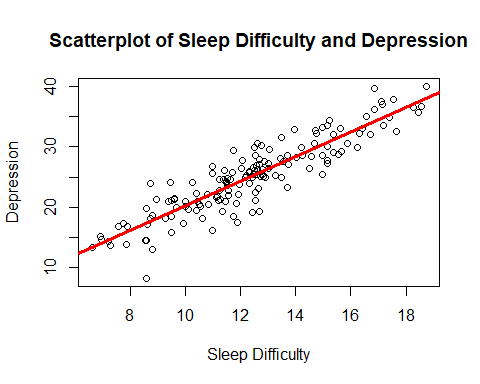 Scatterplot of Sleep Difficulty and Depression
Depression
40
30
20
10
8 10 12 14 16 18
Sleep Difficulty